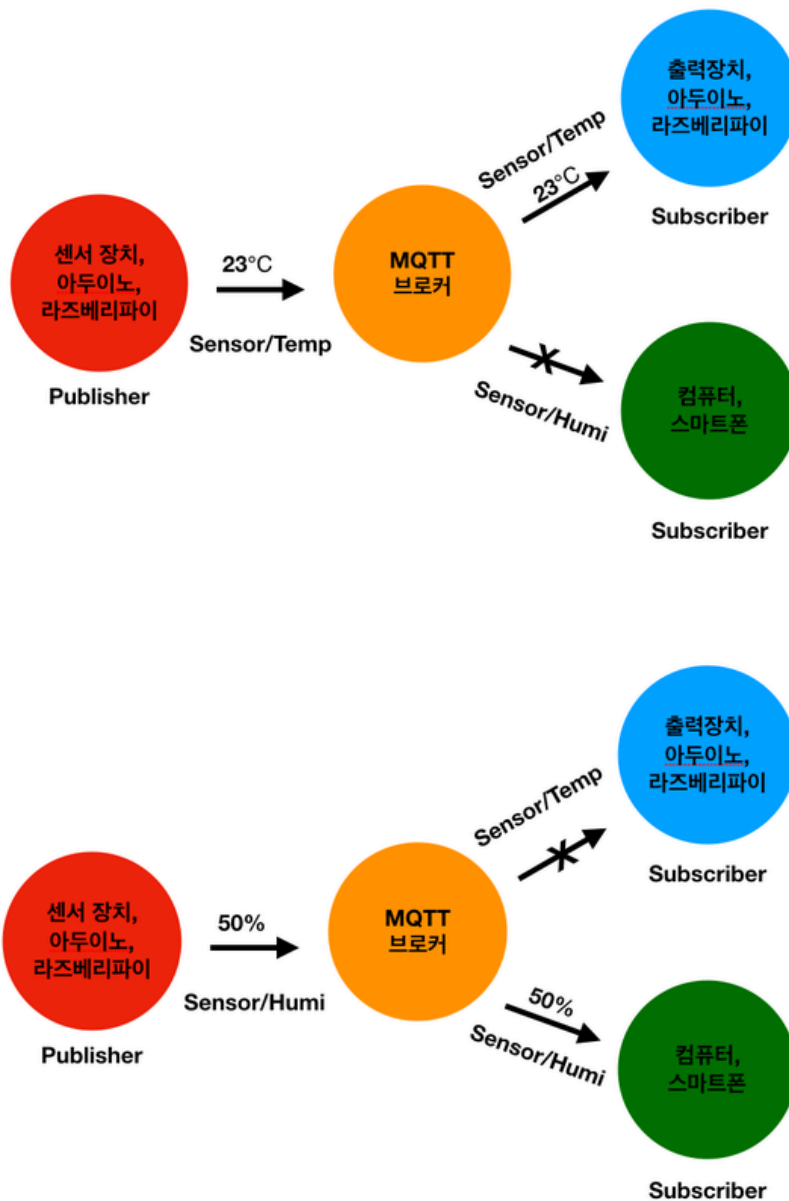 출력장치,
아두이노,
라즈베리파이
Subscriber
Sensor/Temp
23°C
센서 장치,
아두이노,
라즈베리파이
Publisher
23°C
Sensor/Temp
MQTT
브로커
Sensor/Humi
컴퓨터,
스마트폰
Subscriber
출력장치,
아두이노,
라즈베리파이
Subscriber
Sensor/Temp
센서 장치,
아두이노,
라즈베리파이
Publisher
50%
Sensor/Humi
MQTT
브로커
50%
Sensor/Humi
컴퓨터,
스마트폰
Subscriber